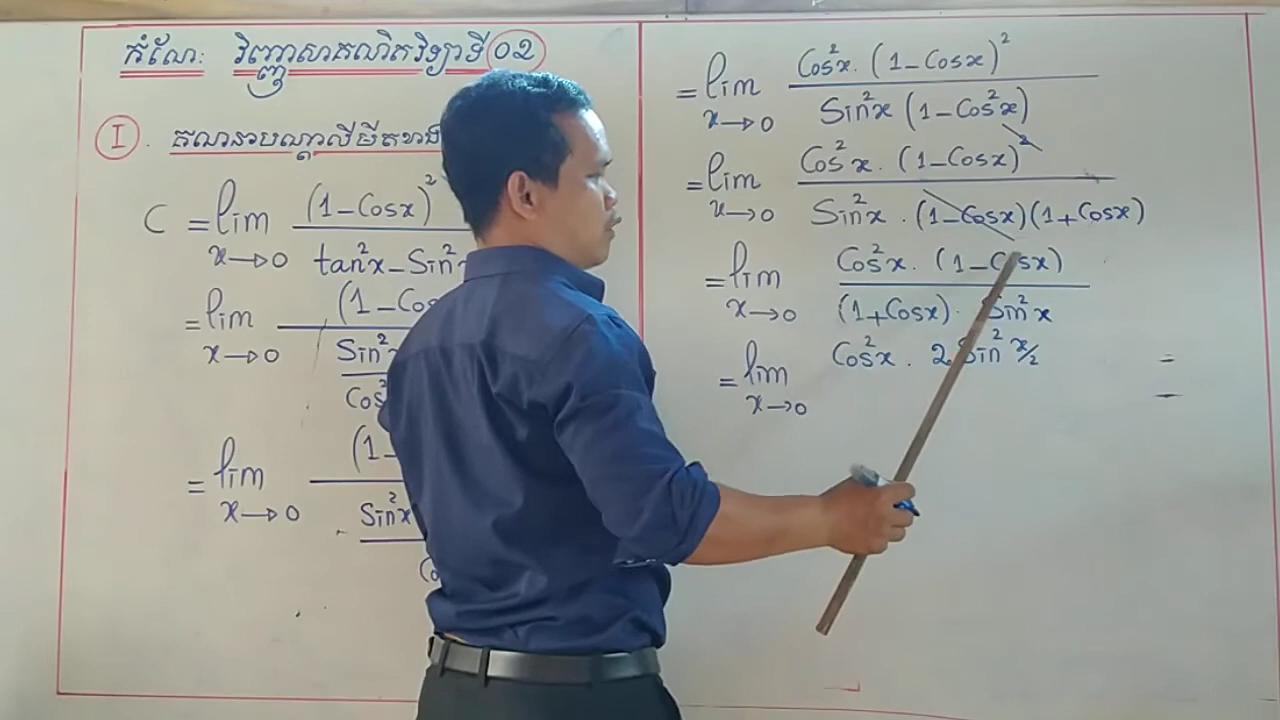 កំណែៈ វិញ្ញាសាគណិតវិទ្យាទី ០២
I . គណនាបណ្ដាលីមីតខាង
C = lim x→0 (1-Cosx)² / tan²x - Sin²
= lim x→0 (1-Cos / Sin² / Cos
= lim x→0 (1- / Sin²x
= lim x→0 Cos²x . (1-Cosx)² / Sin²x (1-Cos²x)
= lim x→0 Cos²x . (1-Cosx)² / Sin²x . (1-Cosx)(1+Cosx)
= lim x→0 Cos²x . (1-Cosx) / (1+Cosx) . Sin²x
= lim x→0 Cos²x . 2 Sin² x/2
=